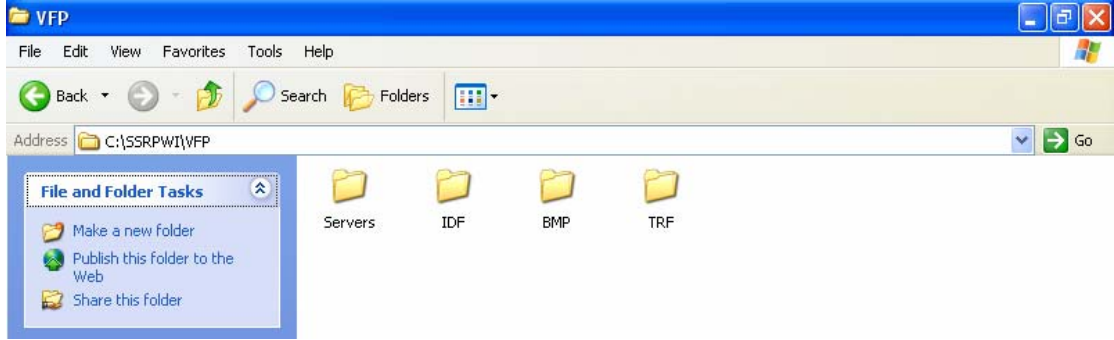 VFP
File Edit View Favorites Tools Help
Back Search Folders
Address C:\SSRPWI\VFP Go
File and Folder Tasks
Make a new folder
Publish this folder to the
Web
Share this folder
Servers IDF BMP TRF